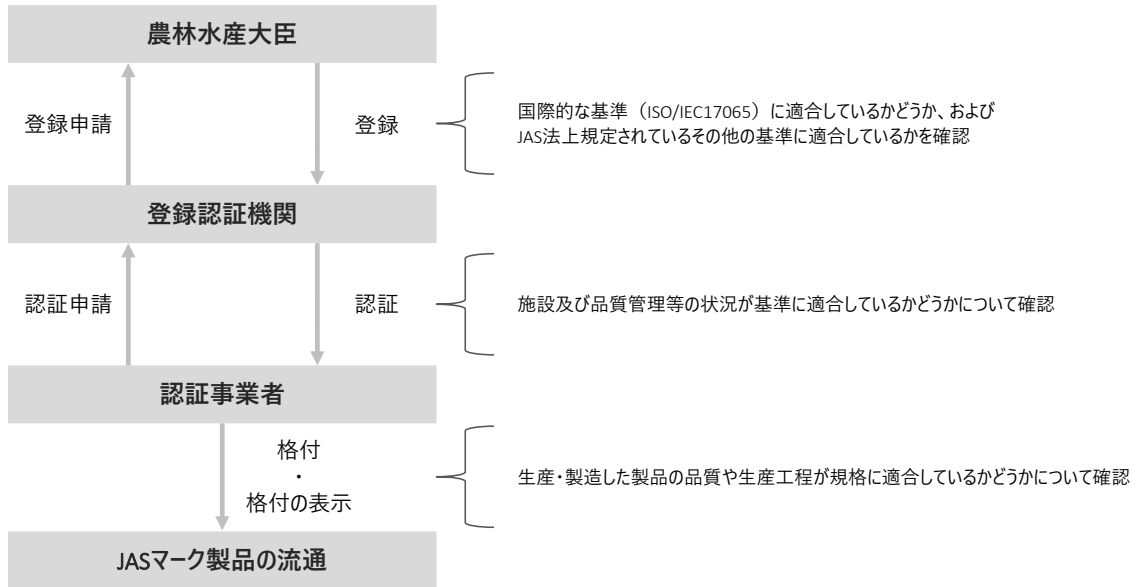 農林水産大臣
登録申請
登録
国際的な基準（ISO/IEC17065）に適合しているかどうか、および
JAS法上規定されているその他の基準に適合しているかを確認
登録認証機関
認証申請
認証
施設及び品質管理等の状況が基準に適合しているかどうかについて確認
認証事業者
格付
・
格付の表示
生産・製造した製品の品質や生産工程が規格に適合しているかどうかについて確認
JASマーク製品の流通